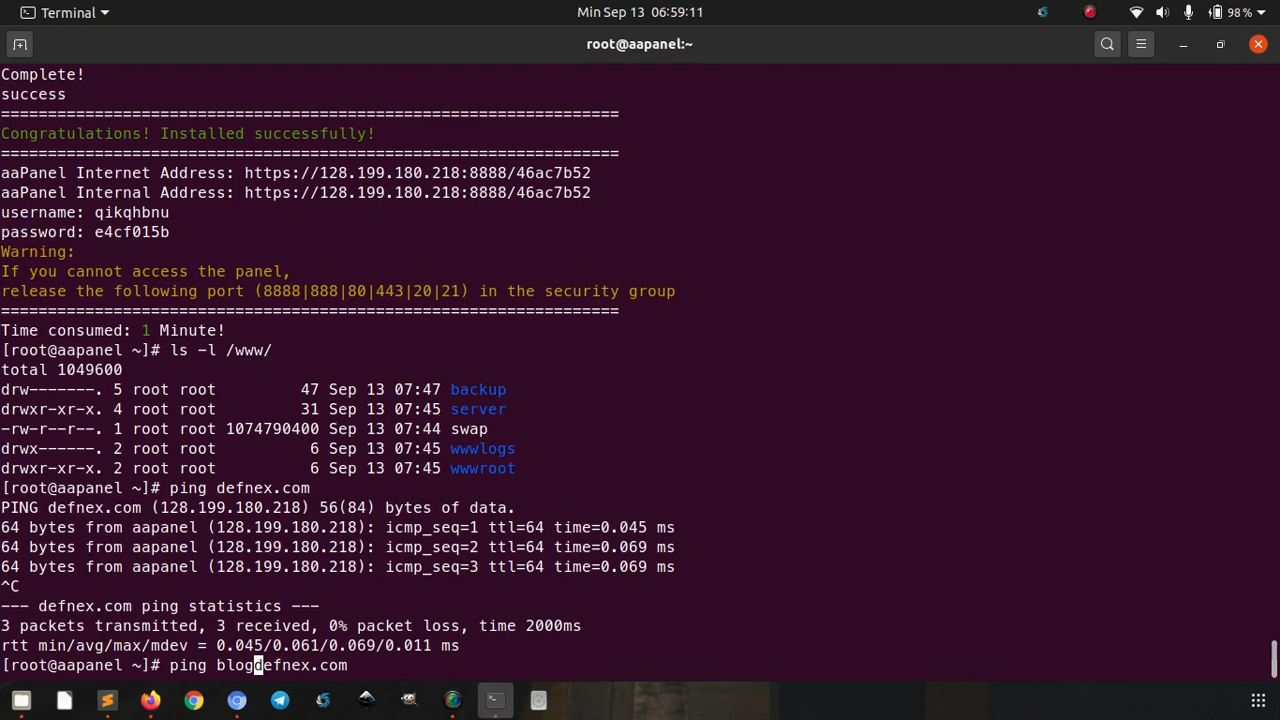 Terminal
Min Sep 13 06:59:11
98%
root@aapanel:~
Complete!
success
==================================================================
Congratulations! Installed successfully!
==================================================================
aaPanel Internet Address: https://128.199.180.218:8888/46ac7b52
aaPanel Internal Address: https://128.199.180.218:8888/46ac7b52
username: qikqhbnu
password: e4cf015b
Warning:
If you cannot access the panel,
release the following port (8888|888|80|443|20|21) in the security group
==================================================================
Time consumed: 1 Minute!
[root@aapanel ~]# ls -l /www/
total 1049600
drw-------. 5 root root         47 Sep 13 07:47 backup
drwxr-xr-x. 4 root root         31 Sep 13 07:45 server
-rw-r--r--. 1 root root 1074790400 Sep 13 07:44 swap
drwx------. 2 root root          6 Sep 13 07:45 wwwlogs
drwxr-xr-x. 2 root root          6 Sep 13 07:45 wwwroot
[root@aapanel ~]# ping defnex.com
PING defnex.com (128.199.180.218) 56(84) bytes of data.
64 bytes from aapanel (128.199.180.218): icmp_seq=1 ttl=64 time=0.045 ms
64 bytes from aapanel (128.199.180.218): icmp_seq=2 ttl=64 time=0.069 ms
64 bytes from aapanel (128.199.180.218): icmp_seq=3 ttl=64 time=0.069 ms
^C
--- defnex.com ping statistics ---
3 packets transmitted, 3 received, 0% packet loss, time 2000ms
rtt min/avg/max/mdev = 0.045/0.061/0.069/0.011 ms
[root@aapanel ~]# ping blogdefnex.com